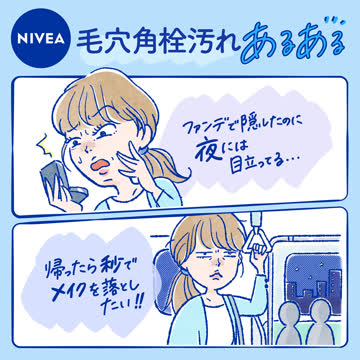 NIVEA
毛穴角栓汚れあるある
ファンデで隠したのに
夜には
目立ってる…
帰ったら秒で
メイクを落とし
たい!!